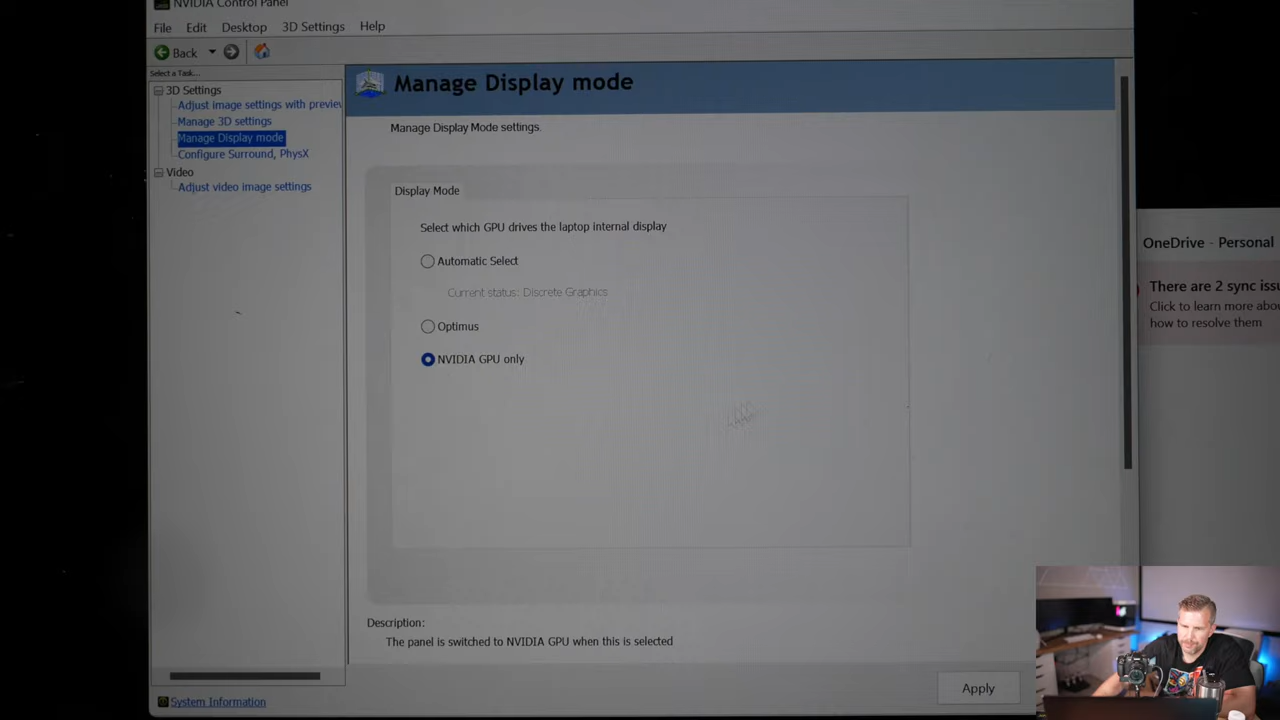 NVIDIA Control Panel
File Edit Desktop 3D Settings Help
Back
Select a Task...
3D Settings
Adjust image settings with preview
Manage 3D settings
Manage Display mode
Configure Surround, PhysX
Video
Adjust video image settings
System Information
Manage Display mode
Manage Display Mode settings.
Display Mode
Select which GPU drives the laptop internal display
Automatic Select
Current status: Discrete Graphics
Optimus
NVIDIA GPU only
Description:
The panel is switched to NVIDIA GPU when this is selected
Apply
OneDrive - Personal
There are 2 sync issu
Click to learn more abou
how to resolve them